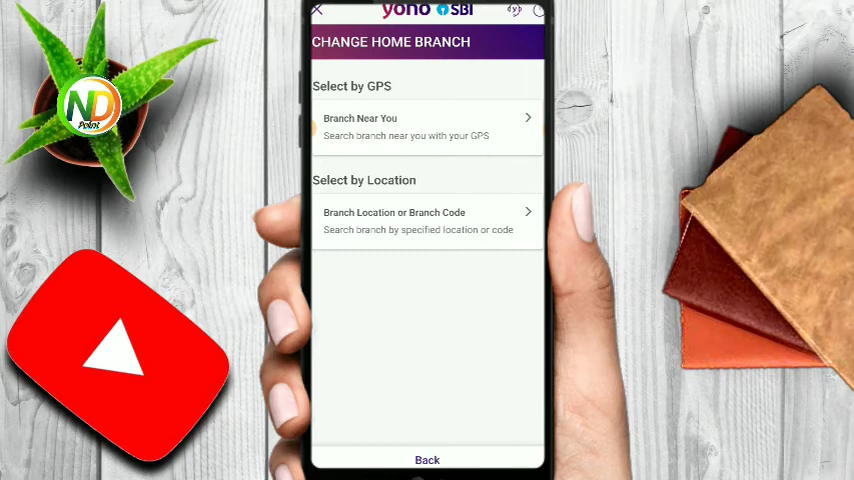 yono SBI
CHANGE HOME BRANCH
Select by GPS
Branch Near You
Search branch near you with your GPS
Select by Location
Branch Location or Branch Code
Search branch by specified location or code
Back
ND
Point